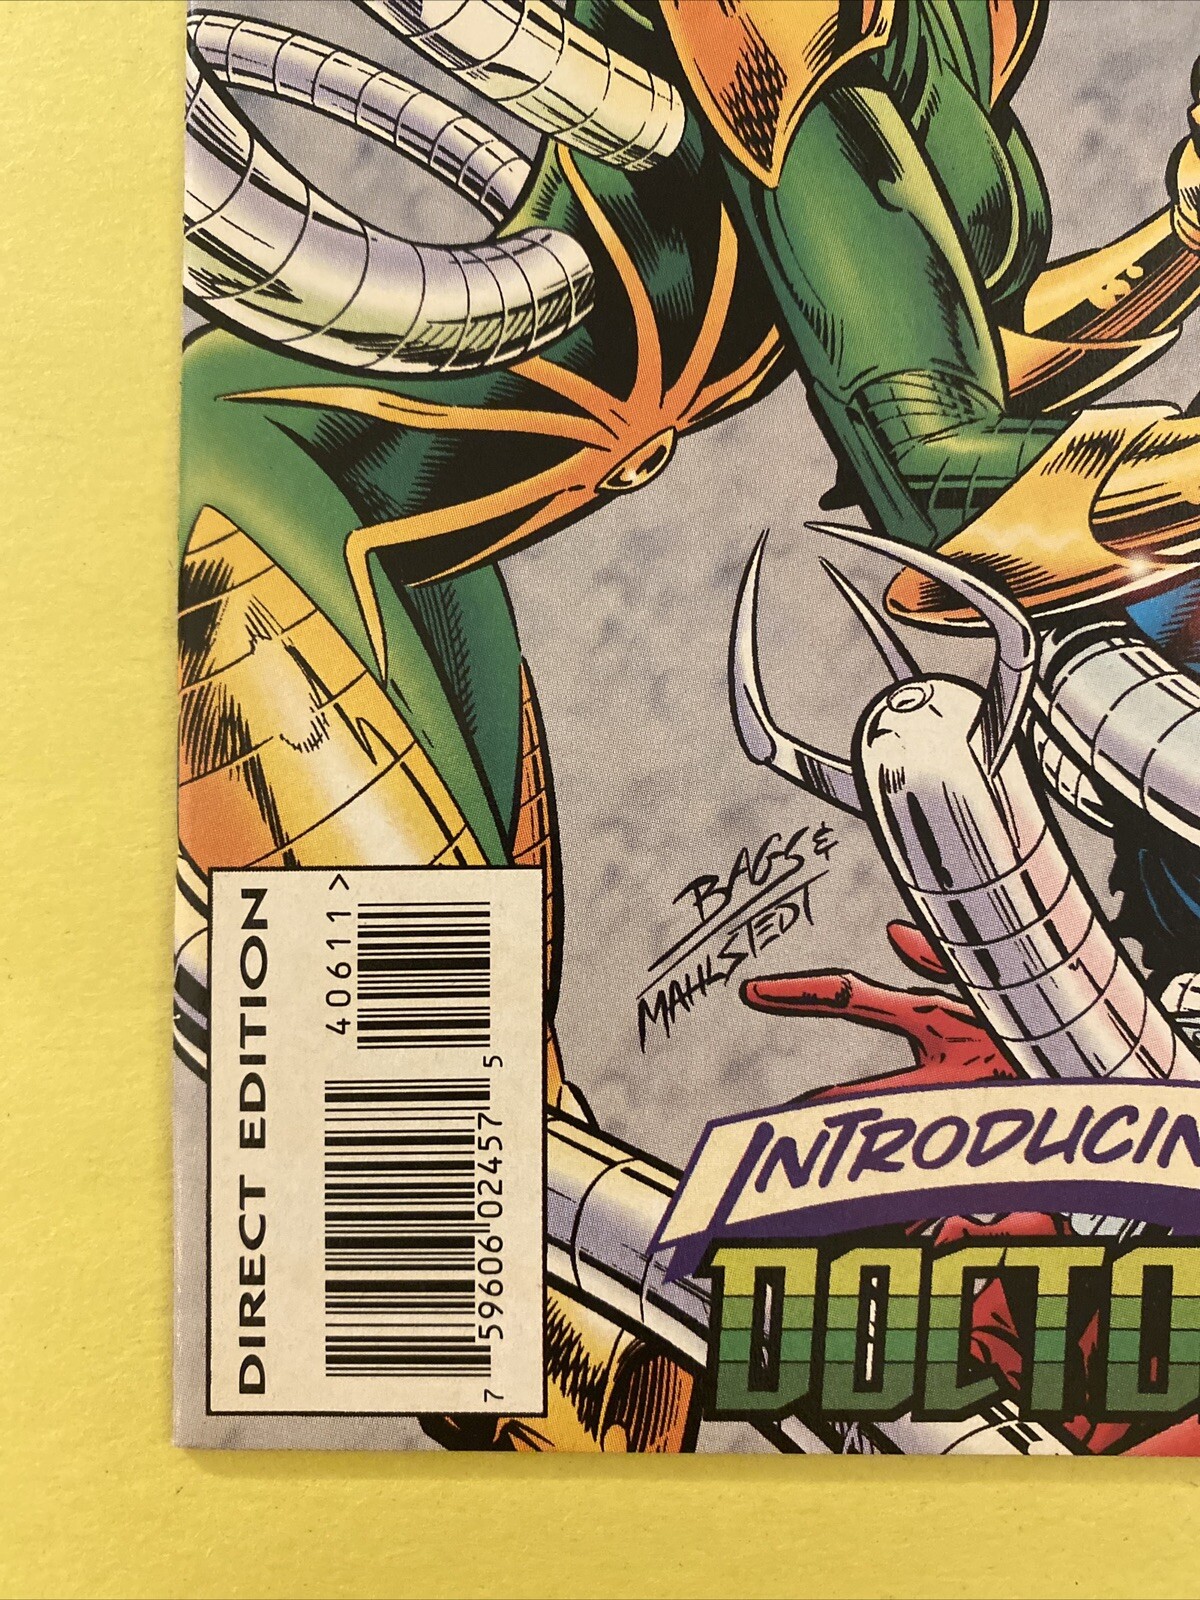 BAGS &
MAHLSTEDT
DIRECT EDITION
40611>
7 59606 02457 5
INTRODUCIN
DOCTO